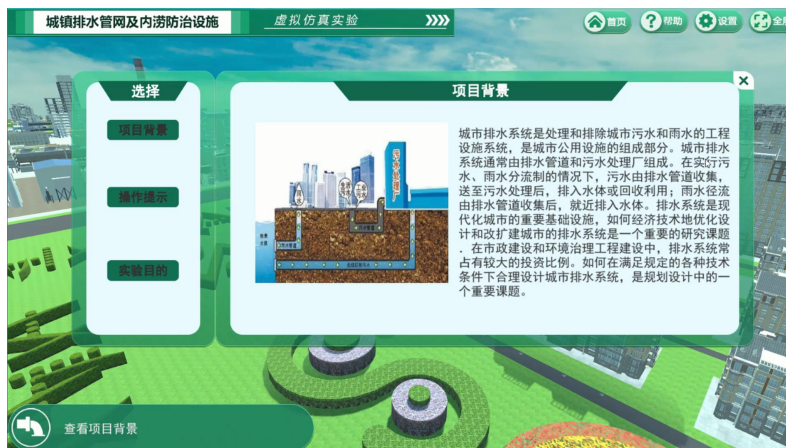 城镇排水管网及内涝防治设施
虚拟仿真实验
首页
帮助
设置
选择
项目背景
操作提示
实验目的
项目背景
城市排水系统是处理和排除城市污水和雨水的工程
设施系统，是城市公用设施的组成部分。城市排水
系统通常由排水管道和污水处理厂组成。在实行污
水、雨水分流制的情况下，污水由排水管道收集，
送至污水处理后，排入水体或回收利用；雨水径流
由排水管道收集后，就近排入水体。排水系统是现
代化城市的重要基础设施，如何经济技术地优化设
计和改扩建城市的排水系统是一个重要的研究课题
．在市政建设和环境治理工程建设中，排水系统常
占有较大的投资比例。如何在满足规定的各种技术
条件下合理设计城市排水系统，是规划设计中的一
个重要课题。
污水处理厂
查看项目背景